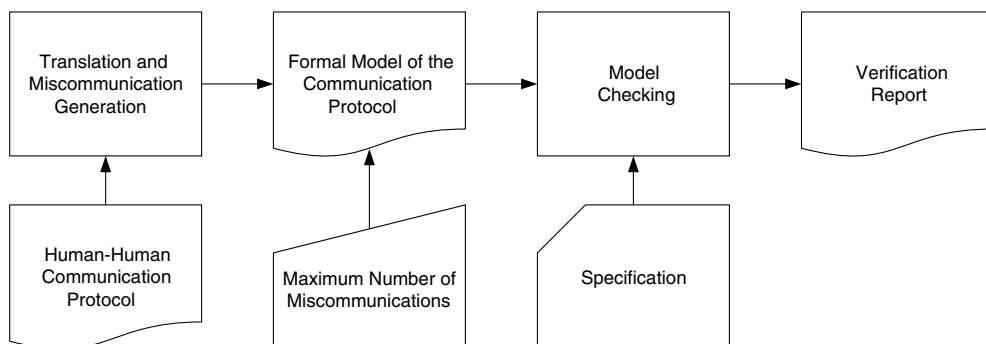 Translation and
Miscommunication
Generation
Formal Model of the
Communication
Protocol
Model
Checking
Verification
Report
Human-Human
Communication
Protocol
Maximum Number of
Miscommunications
Specification